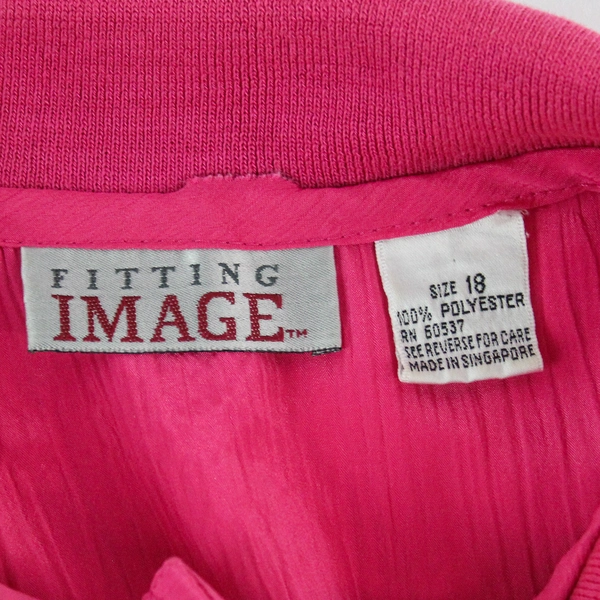 FITTING
IMAGE™
SIZE 18
100% POLYESTER
RN 60537
SEE REVERSE FOR CARE
MADE IN SINGAPORE